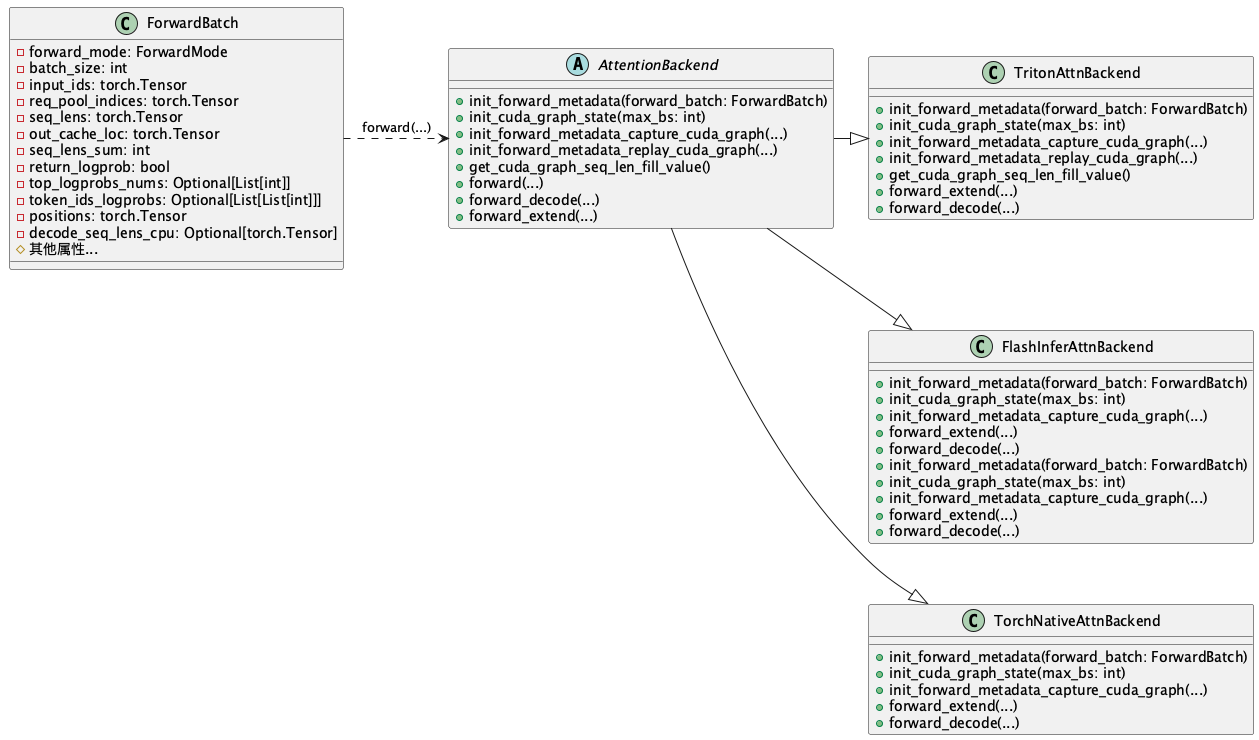 C ForwardBatch
forward_mode: ForwardMode
batch_size: int
input_ids: torch.Tensor
req_pool_indices: torch.Tensor
seq_lens: torch.Tensor
out_cache_loc: torch.Tensor
seq_lens_sum: int
return_logprob: bool
top_logprobs_nums: Optional[List[int]]
token_ids_logprobs: Optional[List[List[int]]]
positions: torch.Tensor
decode_seq_lens_cpu: Optional[torch.Tensor]
其他属性...
forward(...)
A AttentionBackend
init_forward_metadata(forward_batch: ForwardBatch)
init_cuda_graph_state(max_bs: int)
init_forward_metadata_capture_cuda_graph(...)
init_forward_metadata_replay_cuda_graph(...)
get_cuda_graph_seq_len_fill_value()
forward(...)
forward_decode(...)
forward_extend(...)
C TritonAttnBackend
init_forward_metadata(forward_batch: ForwardBatch)
init_cuda_graph_state(max_bs: int)
init_forward_metadata_capture_cuda_graph(...)
init_forward_metadata_replay_cuda_graph(...)
get_cuda_graph_seq_len_fill_value()
forward_extend(...)
forward_decode(...)
C FlashInferAttnBackend
init_forward_metadata(forward_batch: ForwardBatch)
init_cuda_graph_state(max_bs: int)
init_forward_metadata_capture_cuda_graph(...)
forward_extend(...)
forward_decode(...)
init_forward_metadata(forward_batch: ForwardBatch)
init_cuda_graph_state(max_bs: int)
init_forward_metadata_capture_cuda_graph(...)
forward_extend(...)
forward_decode(...)
C TorchNativeAttnBackend
init_forward_metadata(forward_batch: ForwardBatch)
init_cuda_graph_state(max_bs: int)
init_forward_metadata_capture_cuda_graph(...)
forward_extend(...)
forward_decode(...)